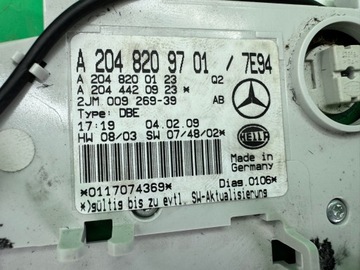 A 204 820 97 01 / 7E94
A 204 820 01 23 Q2
A 204 442 09 23 *
2JM 009 269-39 AB
Type: DBE
17:19 04.02.09
HW 08/03 SW 07/48/02*
HELLA
Made in
Germany
*0117074369* Diag.0106*
*)gültig bis zu evtl. SW-Aktualisierung